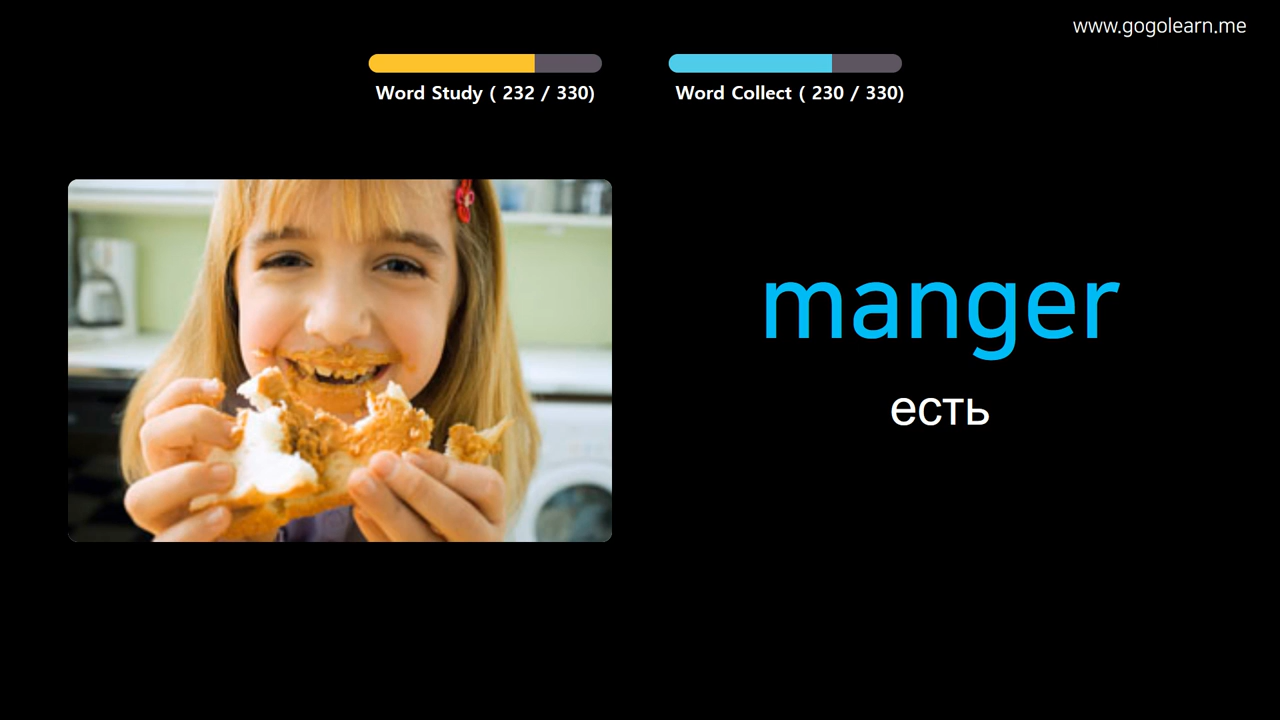 www.gogolearn.me
Word Study ( 232 / 330)
Word Collect ( 230 / 330)
manger
есть